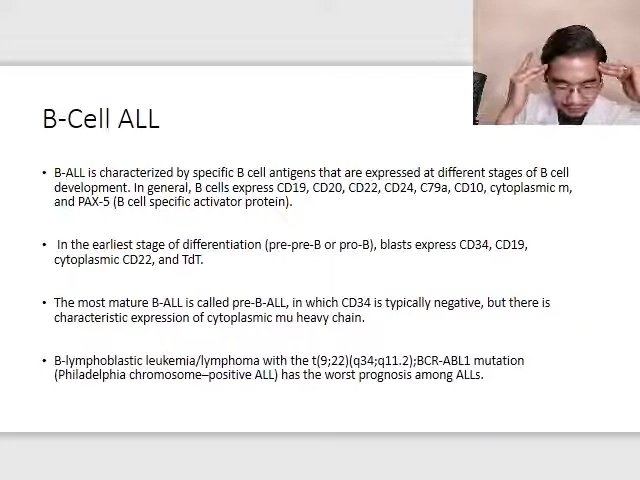 B-Cell ALL
• B-ALL is characterized by specific B cell antigens that are expressed at different stages of B cell
development. In general, B cells express CD19, CD20, CD22, CD24, C79a, CD10, cytoplasmic m,
and PAX-5 (B cell specific activator protein).
• In the earliest stage of differentiation (pre-pre-B or pro-B), blasts express CD34, CD19,
cytoplasmic CD22, and TdT.
• The most mature B-ALL is called pre-B-ALL, in which CD34 is typically negative, but there is
characteristic expression of cytoplasmic mu heavy chain.
• B-lymphoblastic leukemia/lymphoma with the t(9;22)(q34;q11.2);BCR-ABL1 mutation
(Philadelphia chromosome–positive ALL) has the worst prognosis among ALLs.